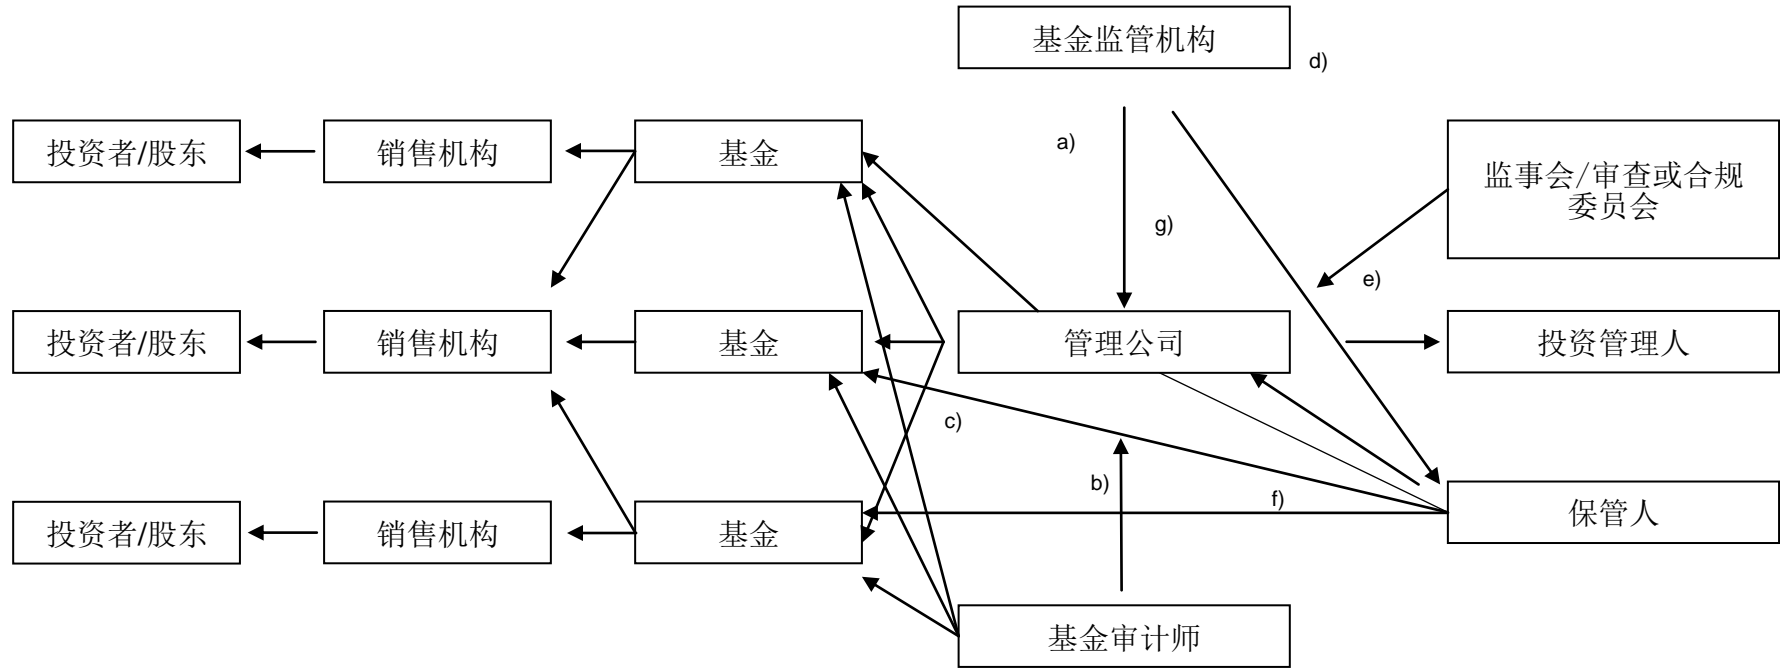 基金监管机构
d)
投资者/股东
销售机构
基金
a)
监事会/审查或合规
委员会
g)
e)
投资者/股东
销售机构
基金
管理公司
投资管理人
c)
b)
f)
投资者/股东
销售机构
基金
保管人
基金审计师